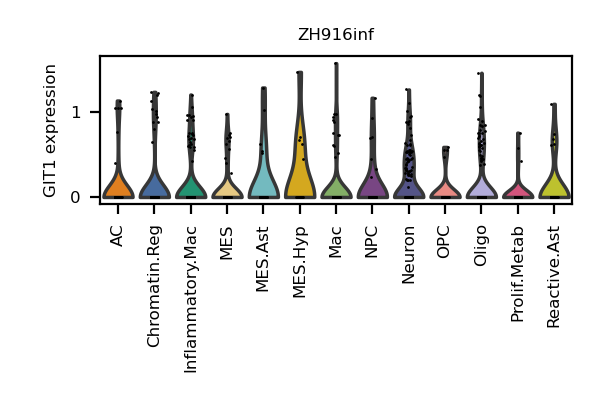 ZH916inf
GIT1 expression
1
0
AC
Chromatin.Reg
Inflammatory.Mac
MES
MES.Ast
MES.Hyp
Mac
NPC
Neuron
OPC
Oligo
Prolif.Metab
Reactive.Ast